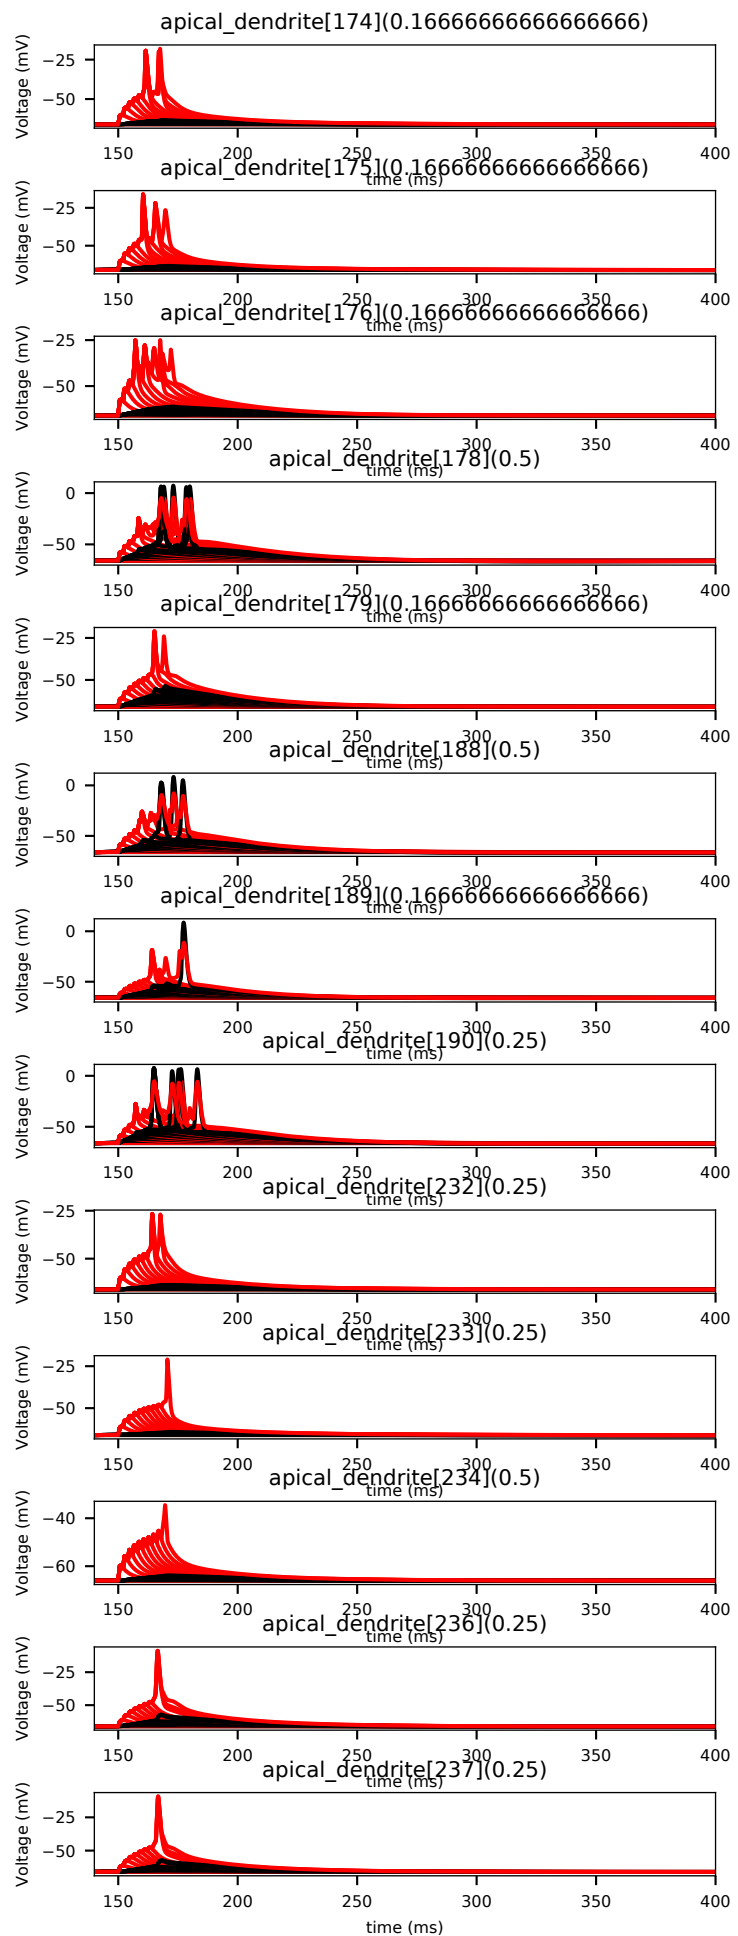 apical_dendrite[174](0.16666666666666666)
Voltage (mV)
−25
−50
150 200 250 300 350 400
time (ms)
apical_dendrite[175](0.16666666666666666)
Voltage (mV)
−25
−50
150 200 250 300 350 400
time (ms)
apical_dendrite[176](0.16666666666666666)
Voltage (mV)
−25
−50
150 200 250 300 350 400
time (ms)
apical_dendrite[178](0.5)
Voltage (mV)
0
−50
150 200 250 300 350 400
time (ms)
apical_dendrite[179](0.16666666666666666)
Voltage (mV)
−25
−50
150 200 250 300 350 400
time (ms)
apical_dendrite[188](0.5)
Voltage (mV)
0
−50
150 200 250 300 350 400
time (ms)
apical_dendrite[189](0.16666666666666666)
Voltage (mV)
0
−50
150 200 250 300 350 400
time (ms)
apical_dendrite[190](0.25)
Voltage (mV)
0
−50
150 200 250 300 350 400
time (ms)
apical_dendrite[232](0.25)
Voltage (mV)
−25
−50
150 200 250 300 350 400
time (ms)
apical_dendrite[233](0.25)
Voltage (mV)
−25
−50
150 200 250 300 350 400
time (ms)
apical_dendrite[234](0.5)
Voltage (mV)
−40
−60
150 200 250 300 350 400
time (ms)
apical_dendrite[236](0.25)
Voltage (mV)
−25
−50
150 200 250 300 350 400
time (ms)
apical_dendrite[237](0.25)
Voltage (mV)
−25
−50
150 200 250 300 350 400
time (ms)